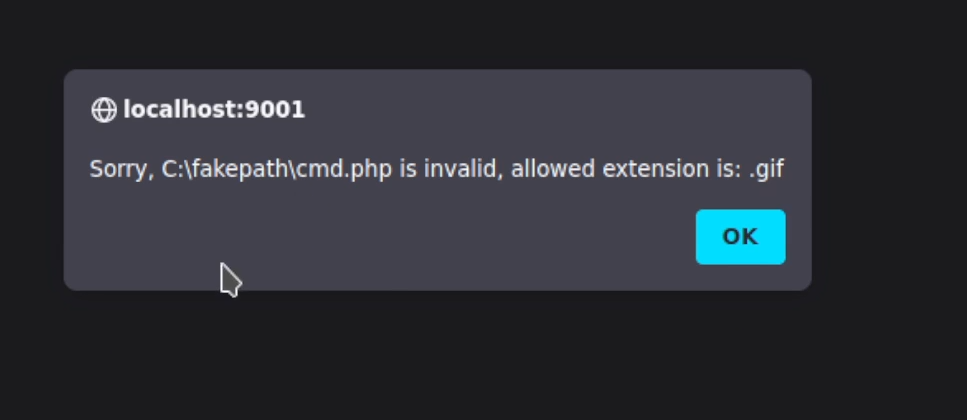 localhost:9001
Sorry, C:\fakepath\cmd.php is invalid, allowed extension is: .gif
OK